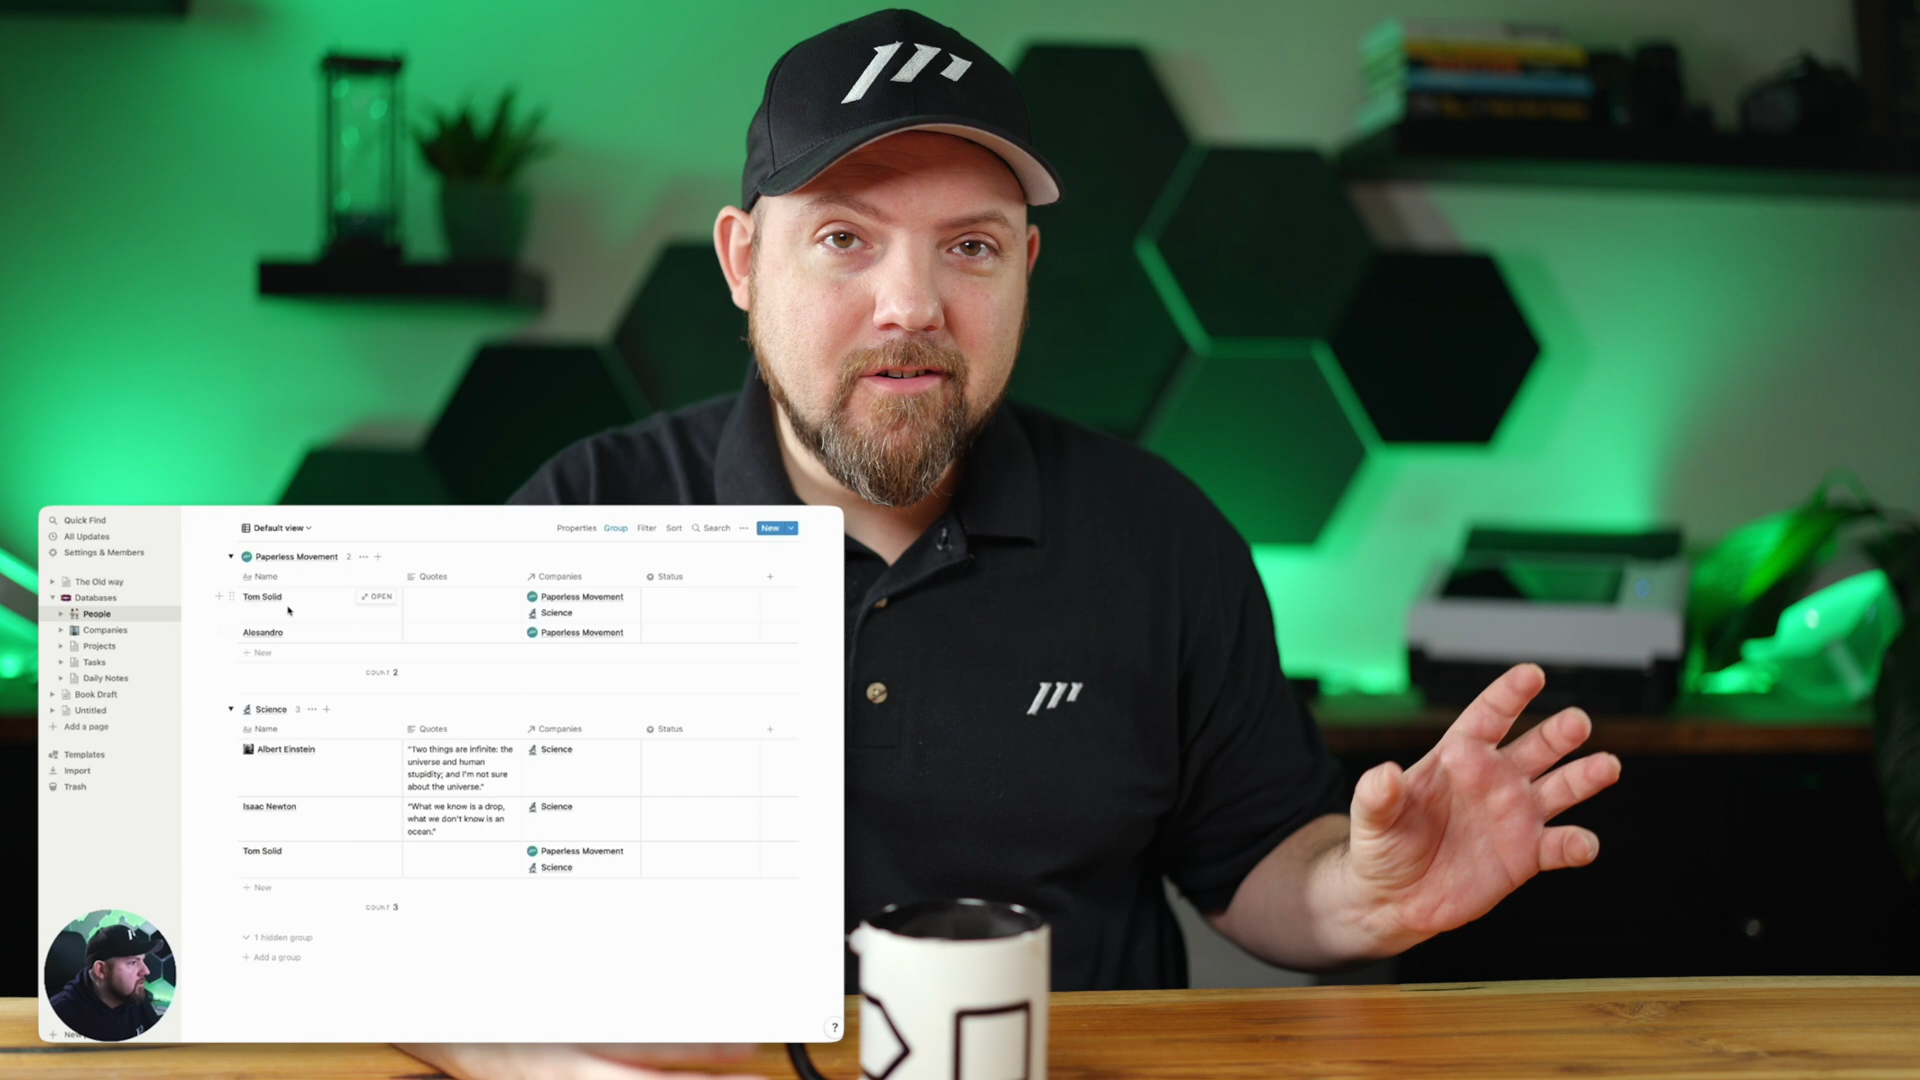 Quick Find
All Updates
Settings & Members
The Old way
Databases
People
Companies
Projects
Tasks
Daily Notes
Book Draft
Untitled
Add a page
Templates
Import
Trash
Default view
Properties Group Filter Sort Search New
Paperless Movement 2
Name Quotes Companies Status
Tom Solid OPEN Paperless Movement
Science
Alesandro Paperless Movement
New
COUNT 2
Science 3
Name Quotes Companies Status
Albert Einstein "Two things are infinite: the Science
universe and human
stupidity; and I'm not sure
about the universe."
Isaac Newton "What we know is a drop, Science
what we don't know is an
ocean."
Tom Solid Paperless Movement
Science
New
COUNT 3
1 hidden group
Add a group
?